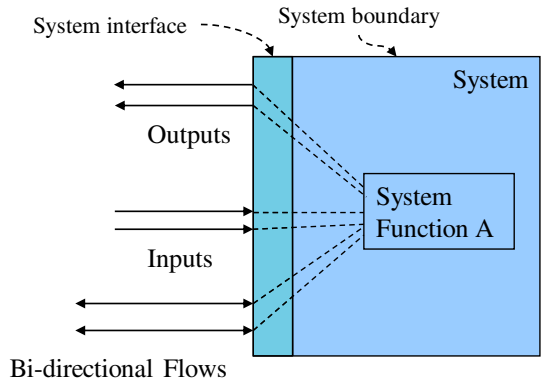 System interface
System boundary
System
Outputs
System
Function A
Inputs
Bi-directional Flows